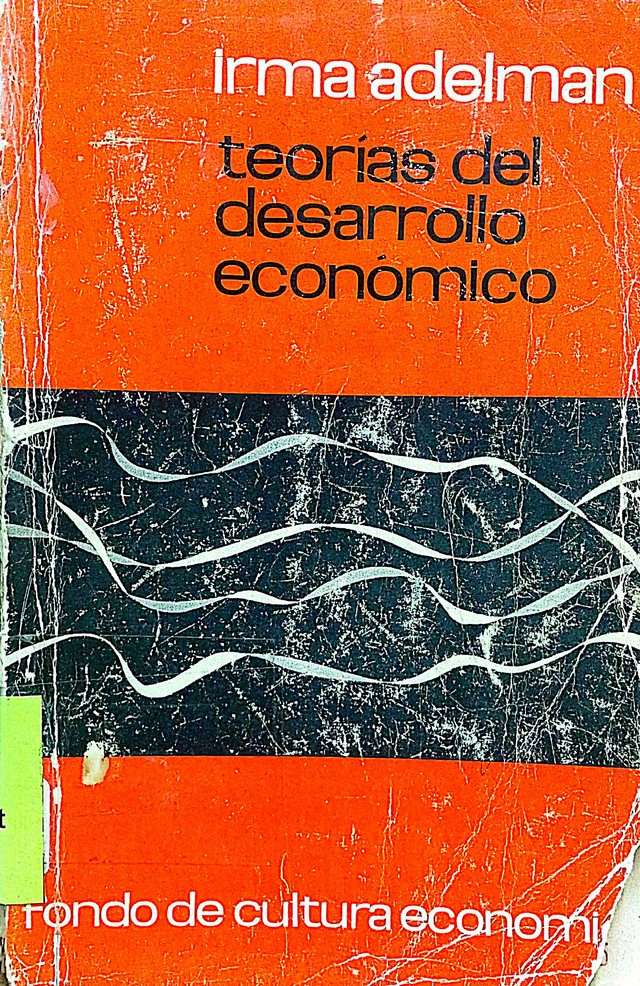 irma adelman
teorías del
desarrollo
económico
t
fondo de cultura economi